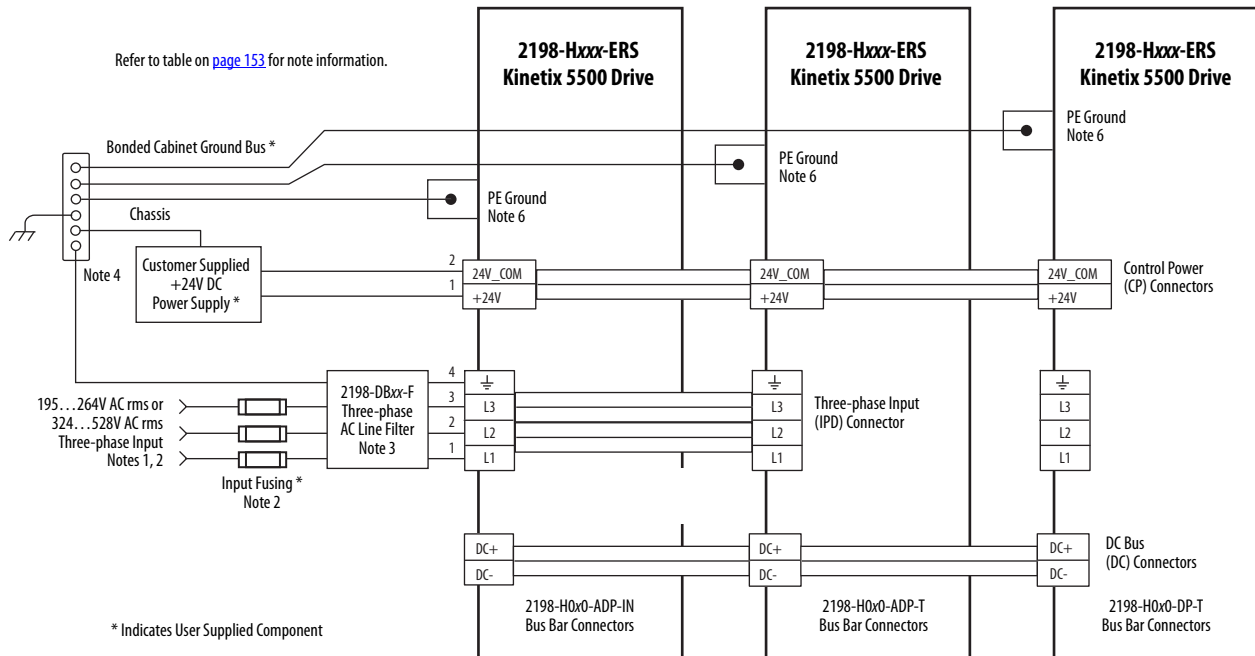 2198-Hxxx-ERS
Kinetix 5500 Drive
2198-Hxxx-ERS
Kinetix 5500 Drive
2198-Hxxx-ERS
Kinetix 5500 Drive
Refer to table on page 153 for note information.
PE Ground
Note 6
Bonded Cabinet Ground Bus *
PE Ground
Note 6
PE Ground
Note 6
Chassis
Note 4
Customer Supplied
+24V DC
Power Supply *
2
1
24V_COM
+24V
24V_COM
+24V
24V_COM
+24V
Control Power
(CP) Connectors
195…264V AC rms or
324…528V AC rms
Three-phase Input
Notes 1, 2
Input Fusing *
Note 2
2198-DBxx-F
Three-phase
AC Line Filter
Note 3
4
3
2
1
L3
L2
L1
L3
L2
L1
Three-phase Input
(IPD) Connector
L3
L2
L1
DC+
DC-
DC+
DC-
DC+
DC-
DC Bus
(DC) Connectors
2198-H0x0-ADP-IN
Bus Bar Connectors
2198-H0x0-ADP-T
Bus Bar Connectors
2198-H0x0-DP-T
Bus Bar Connectors
* Indicates User Supplied Component